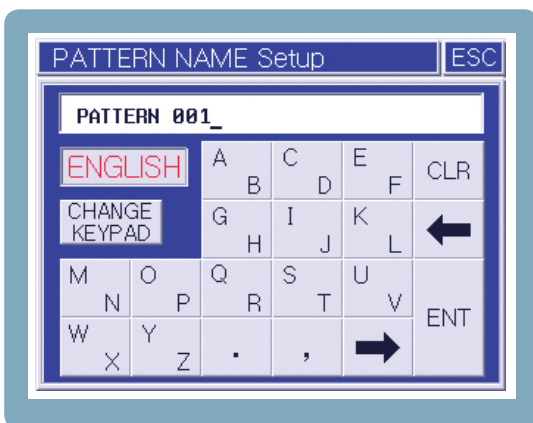 PATTERN NAME Setup ESC
PATTERN 001_
ENGLISH A B C D E F CLR
CHANGE
KEYPAD G H I J K L
M N O P Q R S T U V ENT
W X Y Z . ,